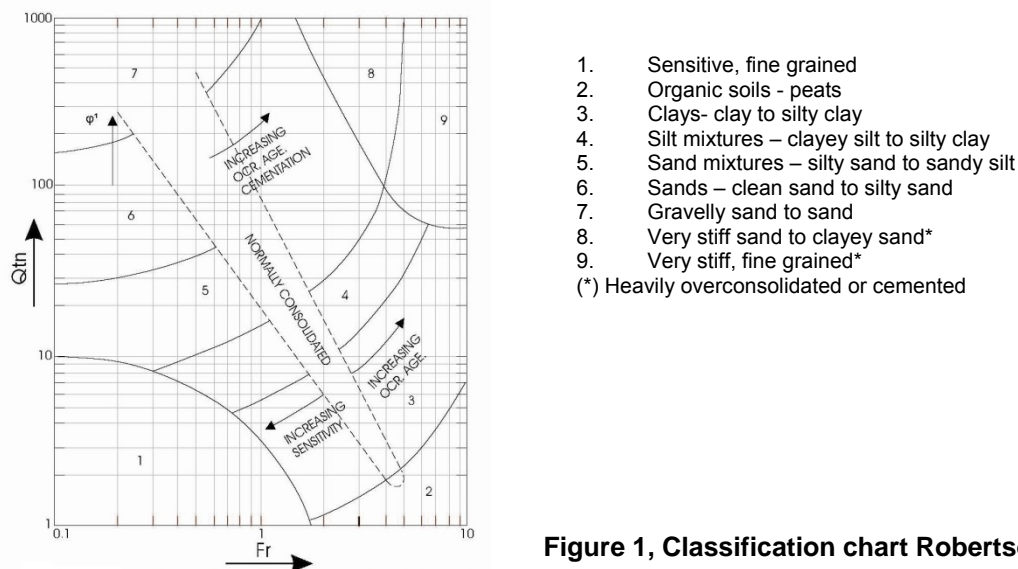 1000
100
10
1
0.1
1
10
Qtn
Fr
7
8
9
φ'
INCREASING
OCR. AGE.
CEMENTATION
6
NORMALLY CONSOLIDATED
5
4
INCREASING
OCR. AGE.
3
INCREASING
SENSITIVITY
1
2
1. Sensitive, fine grained
2. Organic soils - peats
3. Clays- clay to silty clay
4. Silt mixtures – clayey silt to silty clay
5. Sand mixtures – silty sand to sandy silt
6. Sands – clean sand to silty sand
7. Gravelly sand to sand
8. Very stiff sand to clayey sand*
9. Very stiff, fine grained*
(*) Heavily overconsolidated or cemented
Figure 1, Classification chart Roberts